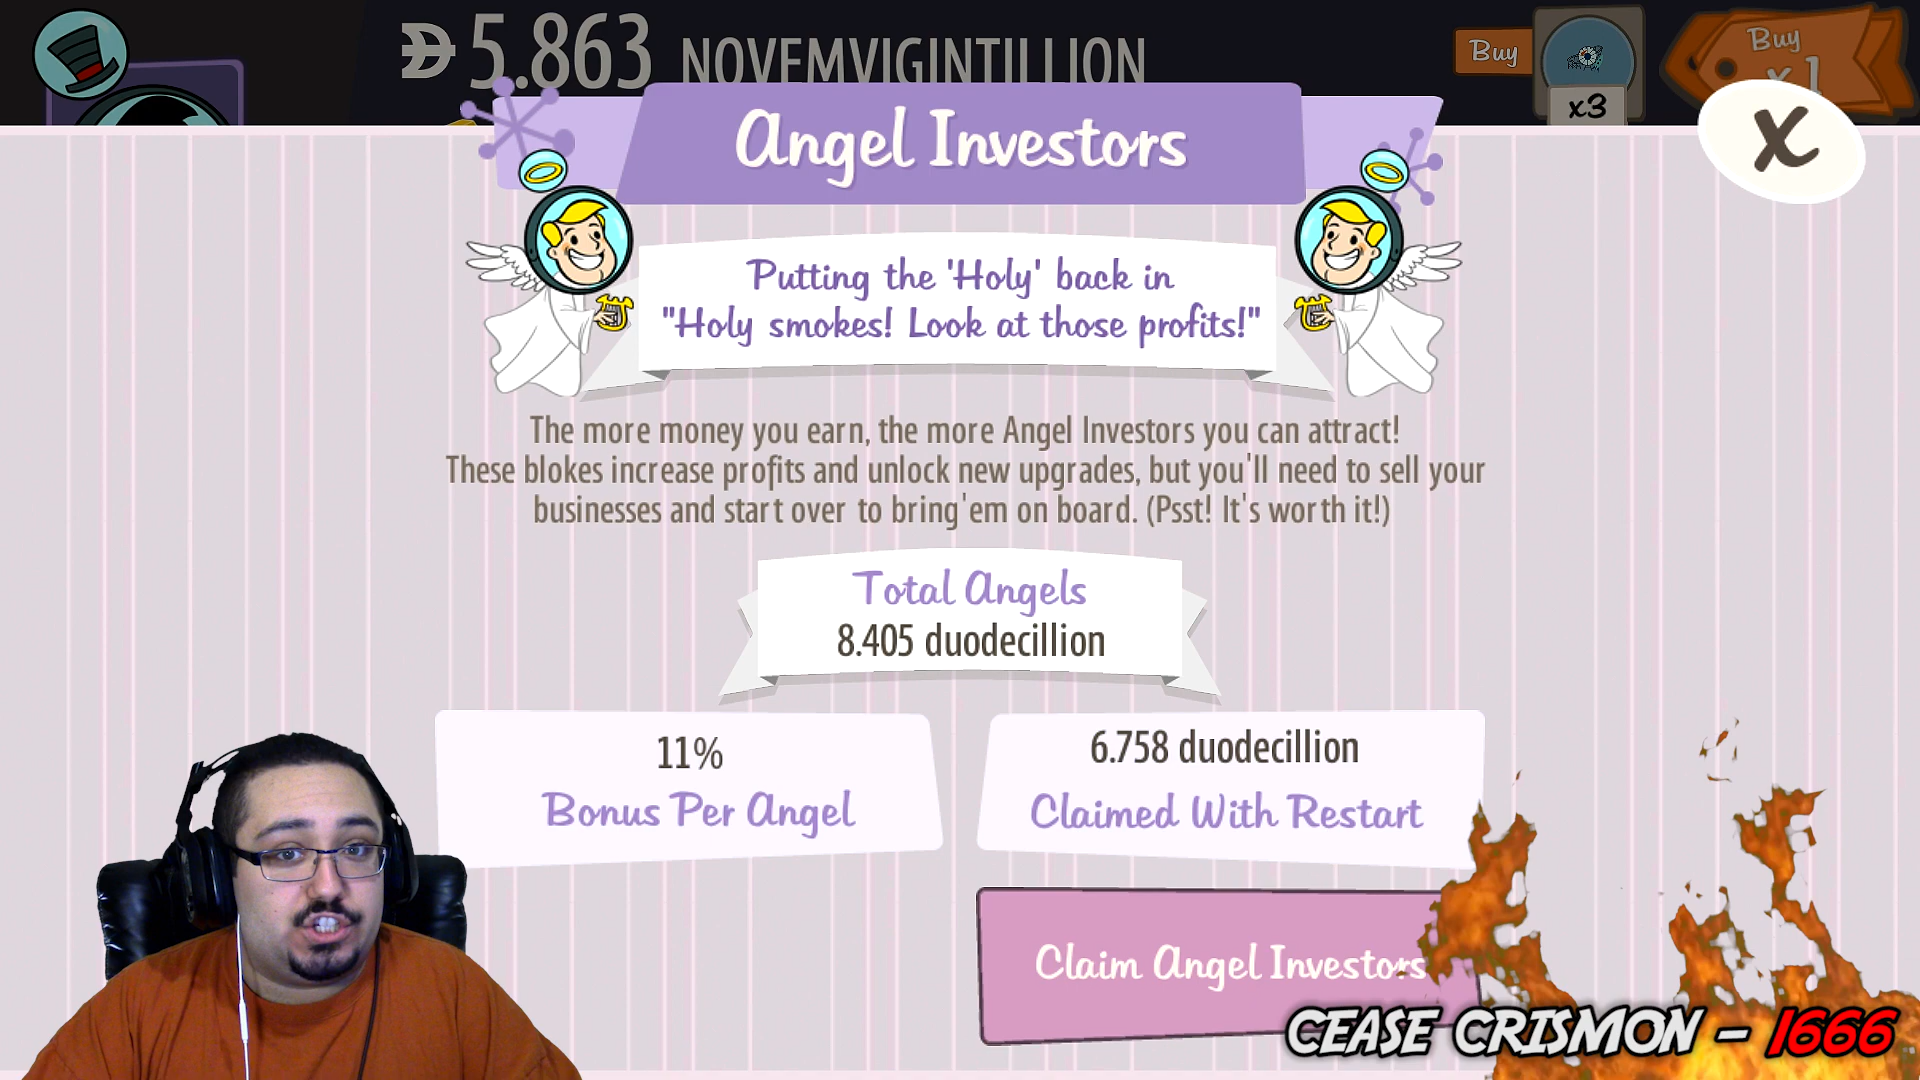 5.863 NOVEMVIGINTILLION
Buy
x3
Buy
x 1
X
Angel Investors
Putting the 'Holy' back in
"Holy smokes! Look at those profits!"
The more money you earn, the more Angel Investors you can attract!
These blokes increase profits and unlock new upgrades, but you'll need to sell your
businesses and start over to bring 'em on board. (Psst! It's worth it!)
Total Angels
8.405 duodecillion
11%
Bonus Per Angel
6.758 duodecillion
Claimed With Restart
Claim Angel Investors
CEASE CRISMON - 1666